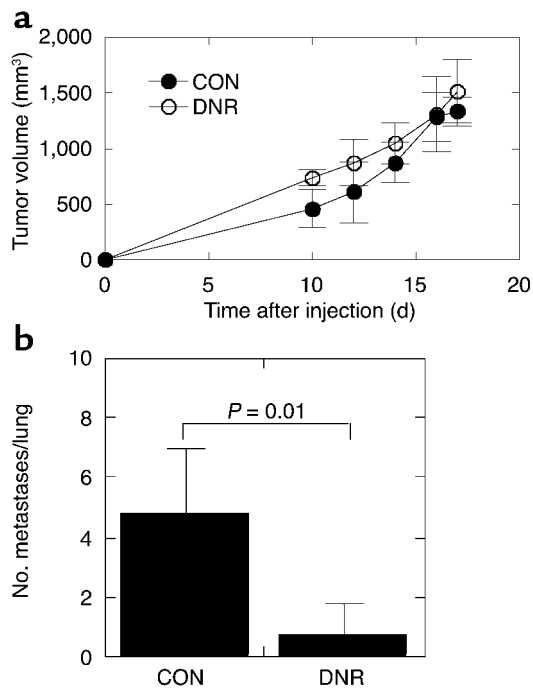 a
2,000
1,500
1,000
500
0
Tumor volume (mm³)
CON
DNR
0 5 10 15 20
Time after injection (d)
b
10
8
6
4
2
0
No. metastases/lung
P = 0.01
CON DNR